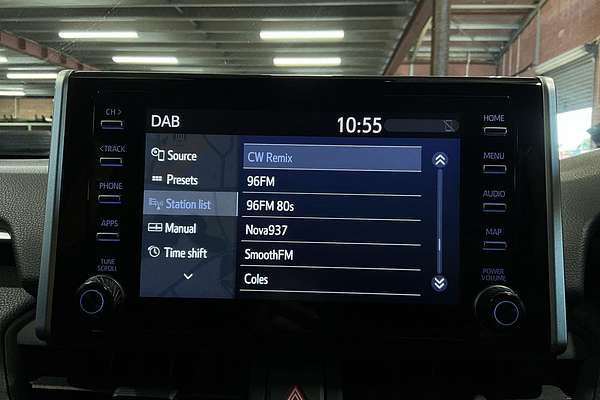 DAB
10:55
CH >
< TRACK
PHONE
APPS
TUNE
SCROLL
Source
Presets
Station list
Manual
Time shift
CW Remix
96FM
96FM 80s
Nova937
SmoothFM
Coles
HOME
MENU
AUDIO
MAP
POWER
VOLUME